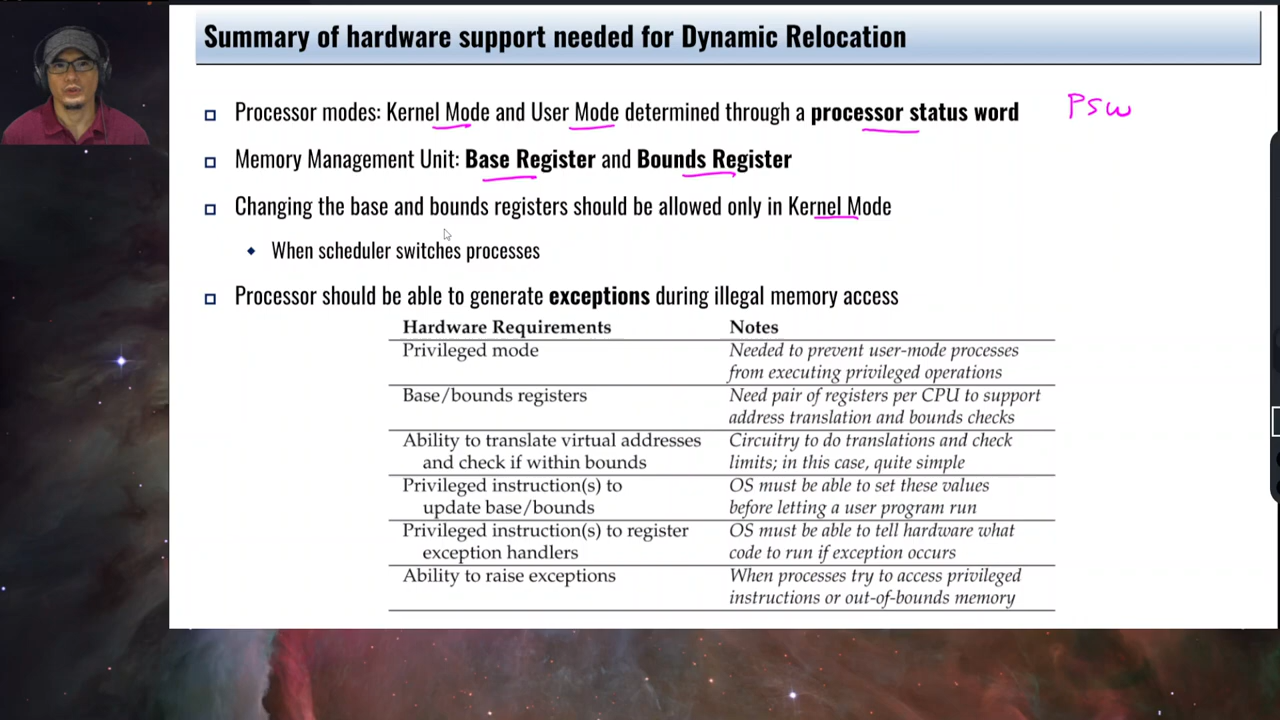 Summary of hardware support needed for Dynamic Relocation
Processor modes: Kernel Mode and User Mode determined through a processor status word
PSW
Memory Management Unit: Base Register and Bounds Register
Changing the base and bounds registers should be allowed only in Kernel Mode
When scheduler switches processes
Processor should be able to generate exceptions during illegal memory access
Hardware Requirements Notes
Privileged mode Needed to prevent user-mode processes
from executing privileged operations
Base/bounds registers Need pair of registers per CPU to support
address translation and bounds checks
Ability to translate virtual addresses Circuitry to do translations and check
and check if within bounds limits; in this case, quite simple
Privileged instruction(s) to OS must be able to set these values
update base/bounds before letting a user program run
Privileged instruction(s) to register OS must be able to tell hardware what
exception handlers code to run if exception occurs
Ability to raise exceptions When processes try to access privileged
instructions or out-of-bounds memory